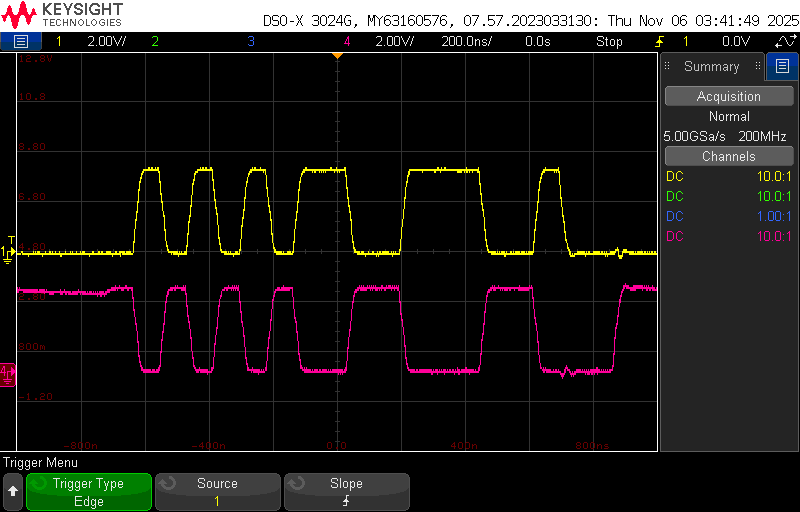 KEYSIGHT
TECHNOLOGIES
DSO-X 3024G, MY63160576, 07.57.2023033130: Thu Nov 06 03:41:49 2025
1 2.00V/ 2 3 4 2.00V/ 200.0ns/ 0.0s Stop 1 0.0V
12.8V
10.8
8.80
6.80
T
4.80
1
2.80
800m
4
-1.20
-800n -400n 0T0 400n 800ns
Summary
Acquisition
Normal
5.00GSa/s 200MHz
Channels
DC 10.0:1
DC 10.0:1
DC 1.00:1
DC 10.0:1
Trigger Menu
Trigger Type
Edge
Source
1
Slope